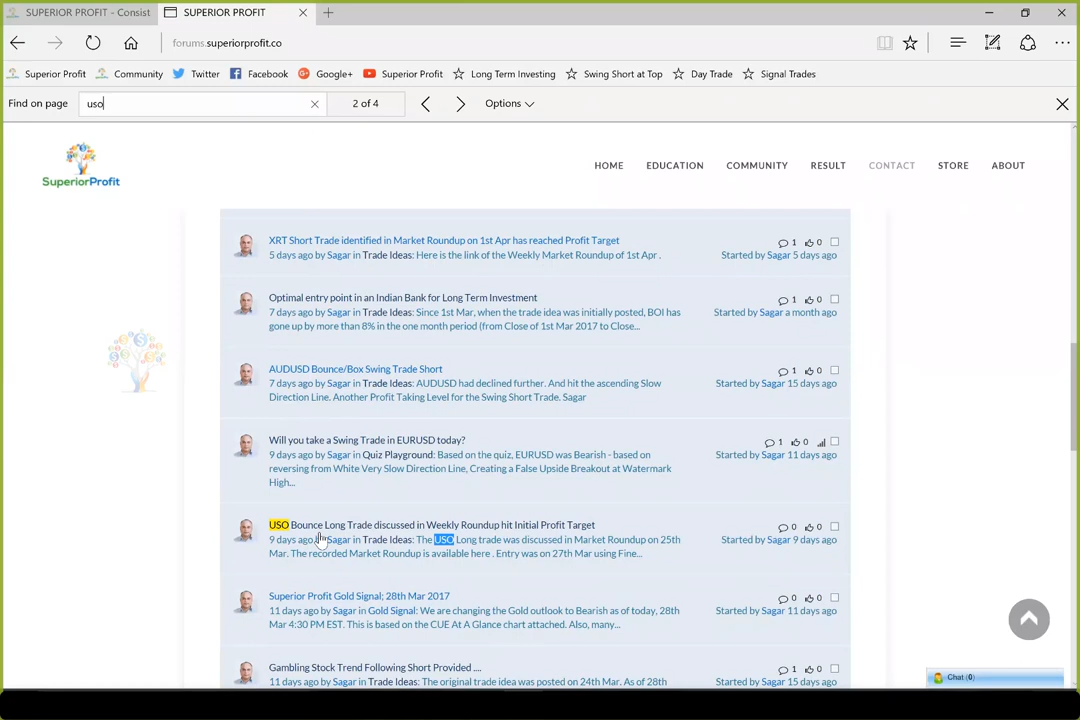 SUPERIOR PROFIT - Consist
SUPERIOR PROFIT
forums.superiorprofit.co
Superior Profit
Community
Twitter
Facebook
Google+
Superior Profit
Long Term Investing
Swing Short at Top
Day Trade
Signal Trades
Find on page
uso
2 of 4
Options
SuperiorProfit
HOME
EDUCATION
COMMUNITY
RESULT
CONTACT
STORE
ABOUT
XRT Short Trade identified in Market Roundup on 1st Apr has reached Profit Target
1 0
5 days ago by Sagar in Trade Ideas: Here is the link of the Weekly Market Roundup of 1st Apr .
Started by Sagar 5 days ago
Optimal entry point in an Indian Bank for Long Term Investment
1 0
7 days ago by Sagar in Trade Ideas: Since 1st Mar, when the trade idea was initially posted, BOI has
Started by Sagar a month ago
gone up by more than 8% in the one month period (from Close of 1st Mar 2017 to Close...
AUDUSD Bounce/Box Swing Trade Short
1 0
7 days ago by Sagar in Trade Ideas: AUDUSD had declined further. And hit the ascending Slow
Started by Sagar 15 days ago
Direction Line. Another Profit Taking Level for the Swing Short Trade. Sagar
Will you take a Swing Trade in EURUSD today?
1 0
9 days ago by Sagar in Quiz Playground: Based on the quiz, EURUSD was Bearish - based on
Started by Sagar 11 days ago
reversing from White Very Slow Direction Line, Creating a False Upside Breakout at Watermark
High...
USO Bounce Long Trade discussed in Weekly Roundup hit Initial Profit Target
0 0
9 days ago by Sagar in Trade Ideas: The USO Long trade was discussed in Market Roundup on 25th
Started by Sagar 9 days ago
Mar. The recorded Market Roundup is available here . Entry was on 27th Mar using Fine...
Superior Profit Gold Signal; 28th Mar 2017
0 0
11 days ago by Sagar in Gold Signal: We are changing the Gold outlook to Bearish as of today, 28th
Started by Sagar 11 days ago
Mar 4:30 PM EST. This is based on the CUE At A Glance chart attached. Also, many...
Gambling Stock Trend Following Short Provided ....
1 0
11 days ago by Sagar in Trade Ideas: The original trade idea was posted on 24th Mar. As of 28th
Started by Sagar 15 days ago
Chat (0)